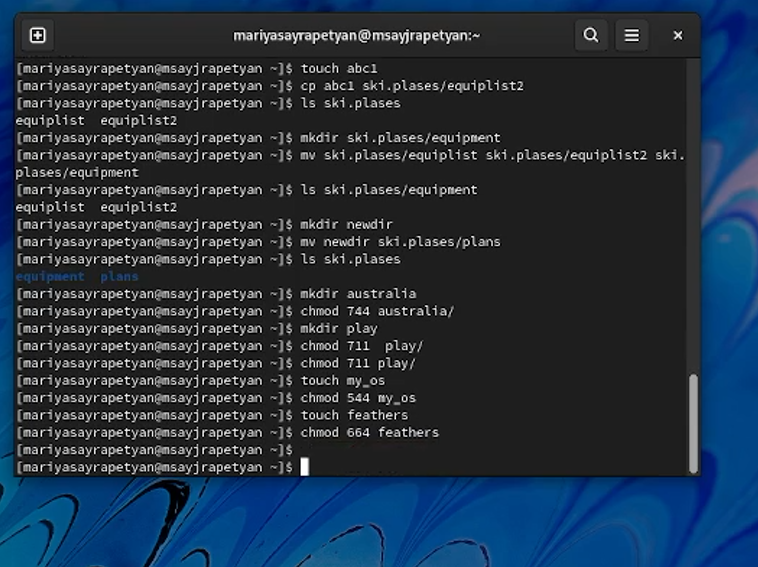 mariyasayrapetyan@msayjrapetyan:~
[mariyasayrapetyan@msayjrapetyan ~]$ touch abc1
[mariyasayrapetyan@msayjrapetyan ~]$ cp abc1 ski.plases/equiplist2
[mariyasayrapetyan@msayjrapetyan ~]$ ls ski.plases
equiplist  equiplist2
[mariyasayrapetyan@msayjrapetyan ~]$ mkdir ski.plases/equipment
[mariyasayrapetyan@msayjrapetyan ~]$ mv ski.plases/equiplist ski.plases/equiplist2 ski.
plases/equipment
[mariyasayrapetyan@msayjrapetyan ~]$ ls ski.plases/equipment
equiplist  equiplist2
[mariyasayrapetyan@msayjrapetyan ~]$ mkdir newdir
[mariyasayrapetyan@msayjrapetyan ~]$ mv newdir ski.plases/plans
[mariyasayrapetyan@msayjrapetyan ~]$ ls ski.plases
equipment  plans
[mariyasayrapetyan@msayjrapetyan ~]$ mkdir australia
[mariyasayrapetyan@msayjrapetyan ~]$ chmod 744 australia/
[mariyasayrapetyan@msayjrapetyan ~]$ mkdir play
[mariyasayrapetyan@msayjrapetyan ~]$ chmod 711  play/
[mariyasayrapetyan@msayjrapetyan ~]$ chmod 711 play/
[mariyasayrapetyan@msayjrapetyan ~]$ touch my_os
[mariyasayrapetyan@msayjrapetyan ~]$ chmod 544 my_os
[mariyasayrapetyan@msayjrapetyan ~]$ touch feathers
[mariyasayrapetyan@msayjrapetyan ~]$ chmod 664 feathers
[mariyasayrapetyan@msayjrapetyan ~]$
[mariyasayrapetyan@msayjrapetyan ~]$